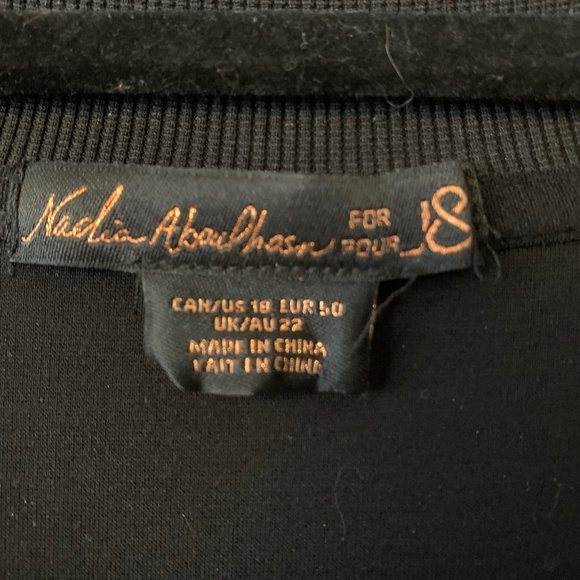 Nadia Aboulhosn FOR FOUR 18
CAN/US 18 EUR 50
UK/AU 22
MADE IN CHINA
FAIT EN CHINE